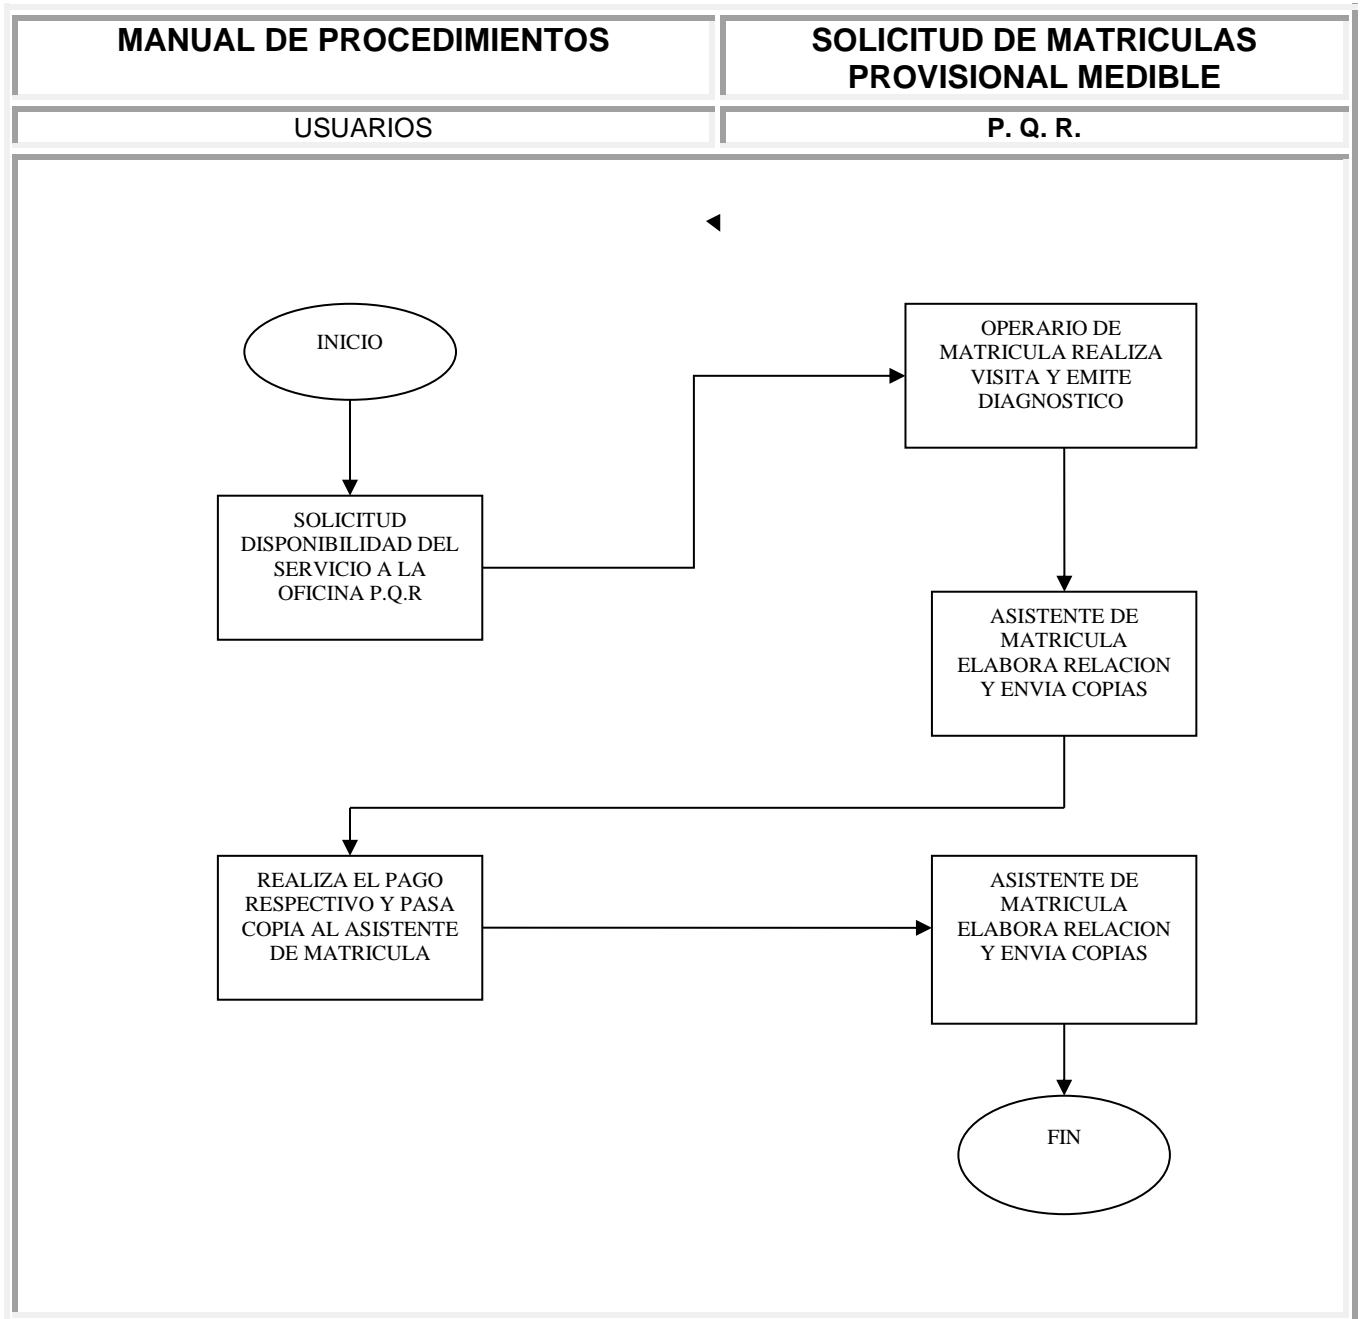 MANUAL DE PROCEDIMIENTOS
SOLICITUD DE MATRICULAS
PROVISIONAL MEDIBLE
USUARIOS
P. Q. R.
INICIO
SOLICITUD
DISPONIBILIDAD DEL
SERVICIO A LA
OFICINA P.Q.R
OPERARIO DE
MATRICULA REALIZA
VISITA Y EMITE
DIAGNOSTICO
ASISTENTE DE
MATRICULA
ELABORA RELACION
Y ENVIA COPIAS
REALIZA EL PAGO
RESPECTIVO Y PASA
COPIA AL ASISTENTE
DE MATRICULA
ASISTENTE DE
MATRICULA
ELABORA RELACION
Y ENVIA COPIAS
FIN